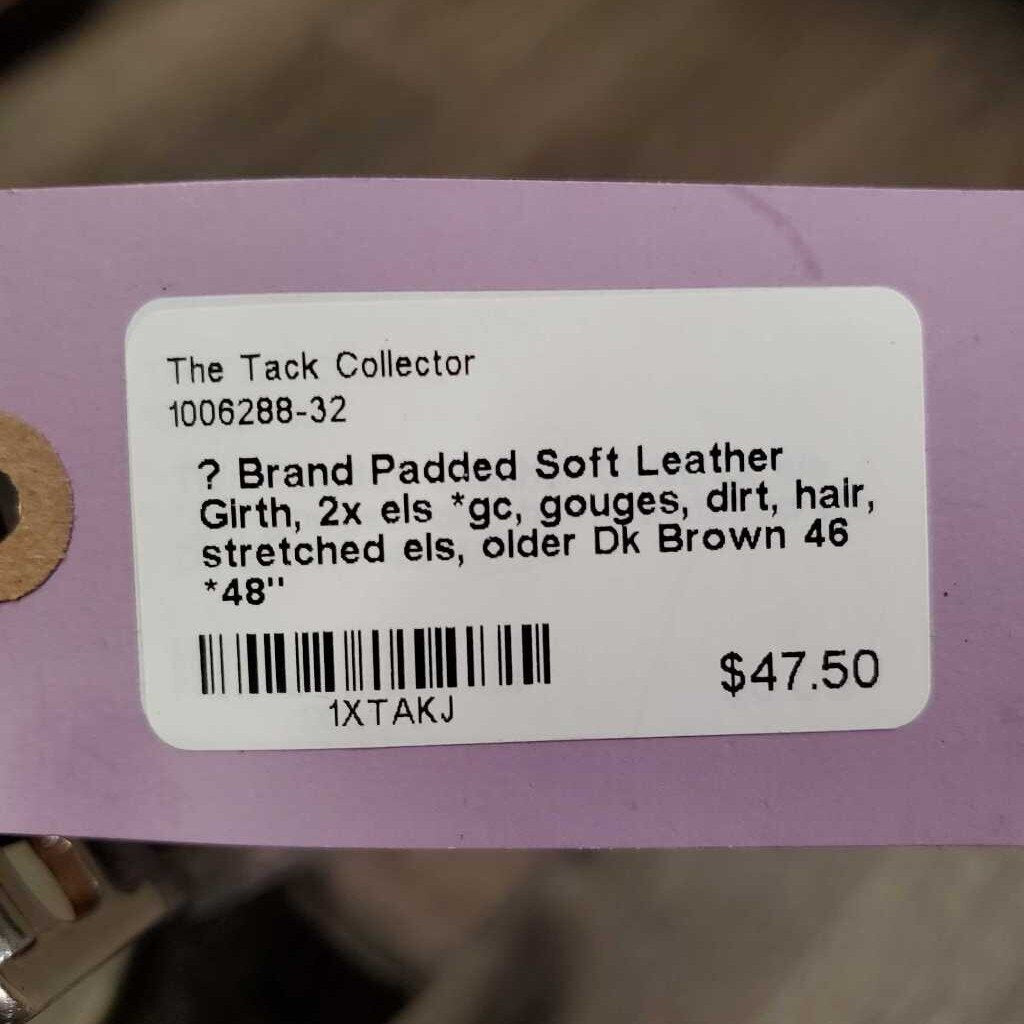 The Tack Collector
1006288-32
? Brand Padded Soft Leather
Girth, 2x els *gc, gouges, dirt, hair,
stretched els, older Dk Brown 46
*48"
1XTAKJ
$47.50